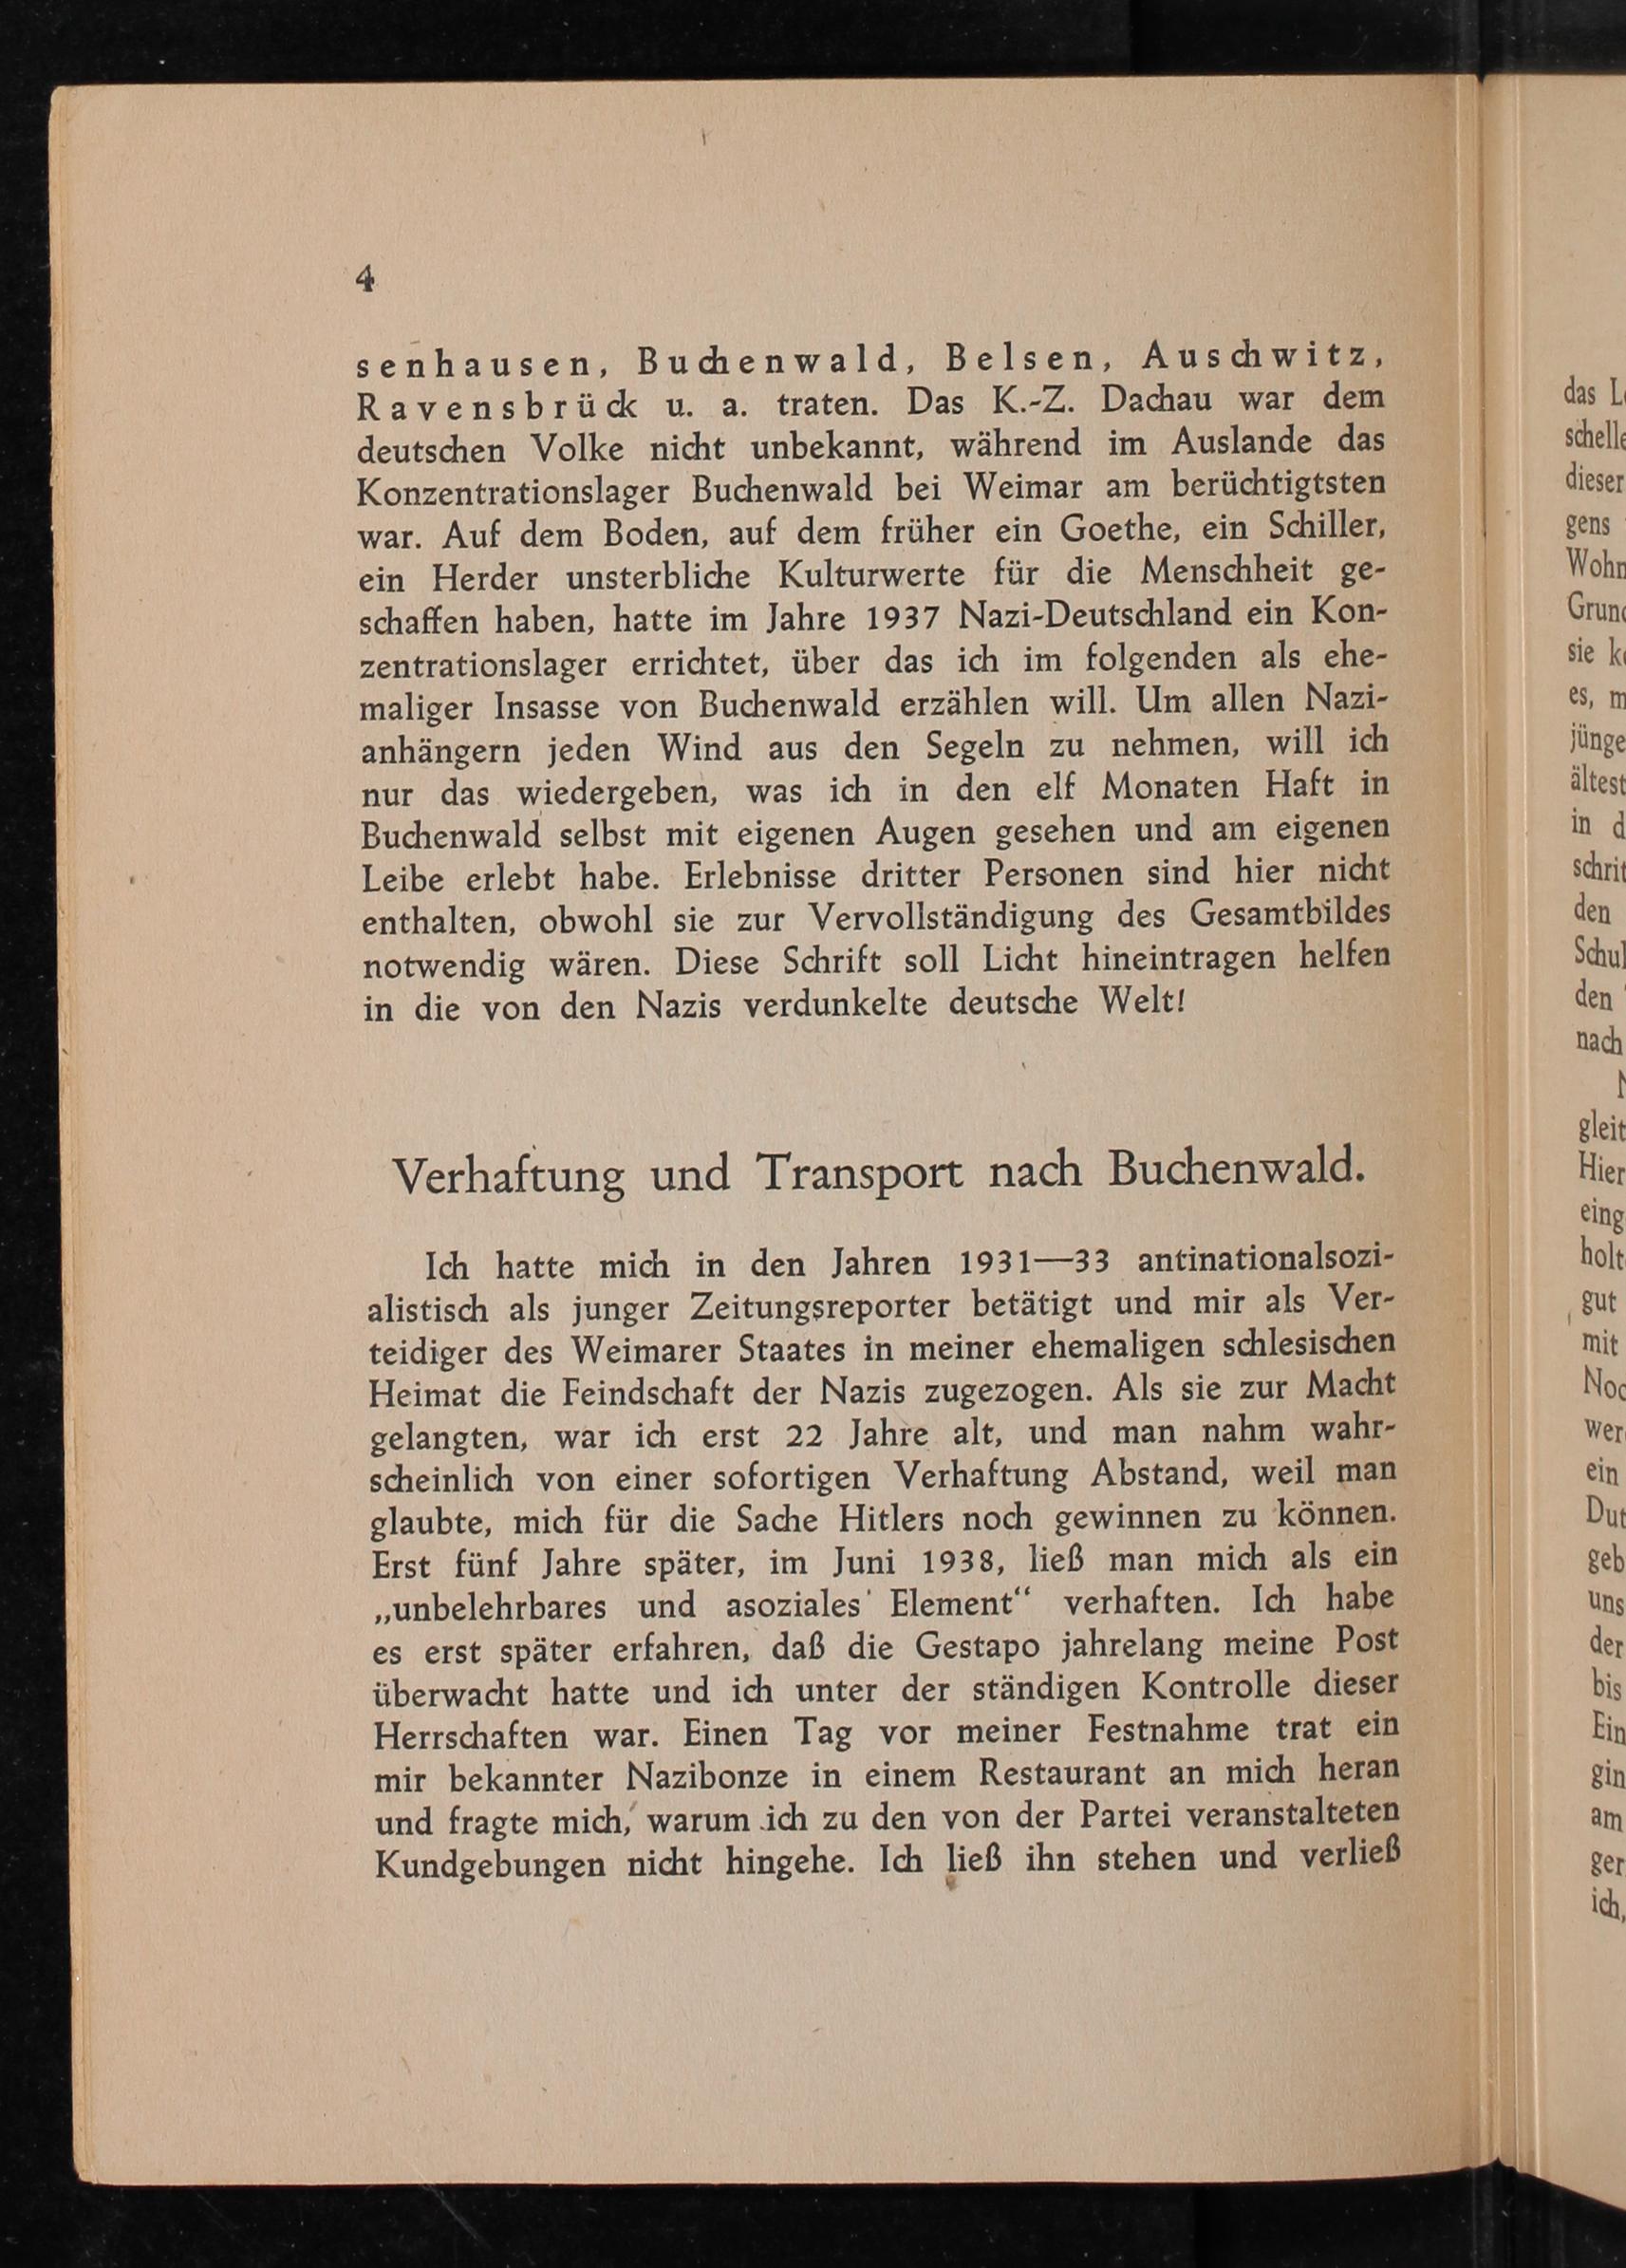 4
senhausen, Buchenwald, Belsen, Auschwitz,
Ravensbrück u. a. traten. Das K.-Z. Dachau war dem
deutschen Volke nicht unbekannt, während im Auslande das
Konzentrationslager Buchenwald bei Weimar am berüchtigtsten
war. Auf dem Boden, auf dem früher ein Goethe, ein Schiller,
ein Herder unsterbliche Kulturwerte für die Menschheit ge-
schaffen haben, hatte im Jahre 1937 Nazi-Deutschland ein Kon-
zentrationslager errichtet, über das ich im folgenden als ehe-
maliger Insasse von Buchenwald erzählen will. Um allen Nazi-
anhängern jeden Wind aus den Segeln zu nehmen, will ich
nur das wiedergeben, was ich in den elf Monaten Haft in
Buchenwald selbst mit eigenen Augen gesehen und am eigenen
Leibe erlebt habe. Erlebnisse dritter Personen sind hier nicht
enthalten, obwohl sie zur Vervollständigung des Gesamtbildes
notwendig wären. Diese Schrift soll Licht hineintragen helfen
in die von den Nazis verdunkelte deutsche Welt!
Verhaftung und Transport nach Buchenwald.
Ich hatte mich in den Jahren 1931—33 antinationalsozi-
alistisch als junger Zeitungsreporter betätigt und mir als Ver-
teidiger des Weimarer Staates in meiner ehemaligen schlesischen
Heimat die Feindschaft der Nazis zugezogen. Als sie zur Macht
gelangten, war ich erst 22 Jahre alt, und man nahm wahr-
scheinlich von einer sofortigen Verhaftung Abstand, weil man
glaubte, mich für die Sache Hitlers noch gewinnen zu können.
Erst fünf Jahre später, im Juni 1938, ließ man mich als ein
„unbelehrbares und asoziales Element“ verhaften. Ich habe
es erst später erfahren, daß die Gestapo jahrelang meine Post
überwacht hatte und ich unter der ständigen Kontrolle dieser
Herrschaften war. Einen Tag vor meiner Festnahme trat ein
mir bekannter Nazibonze in einem Restaurant an mich heran
und fragte mich, warum ich zu den von der Partei veranstalteten
Kundgebungen nicht hingehe. Ich ließ ihn stehen und verließ